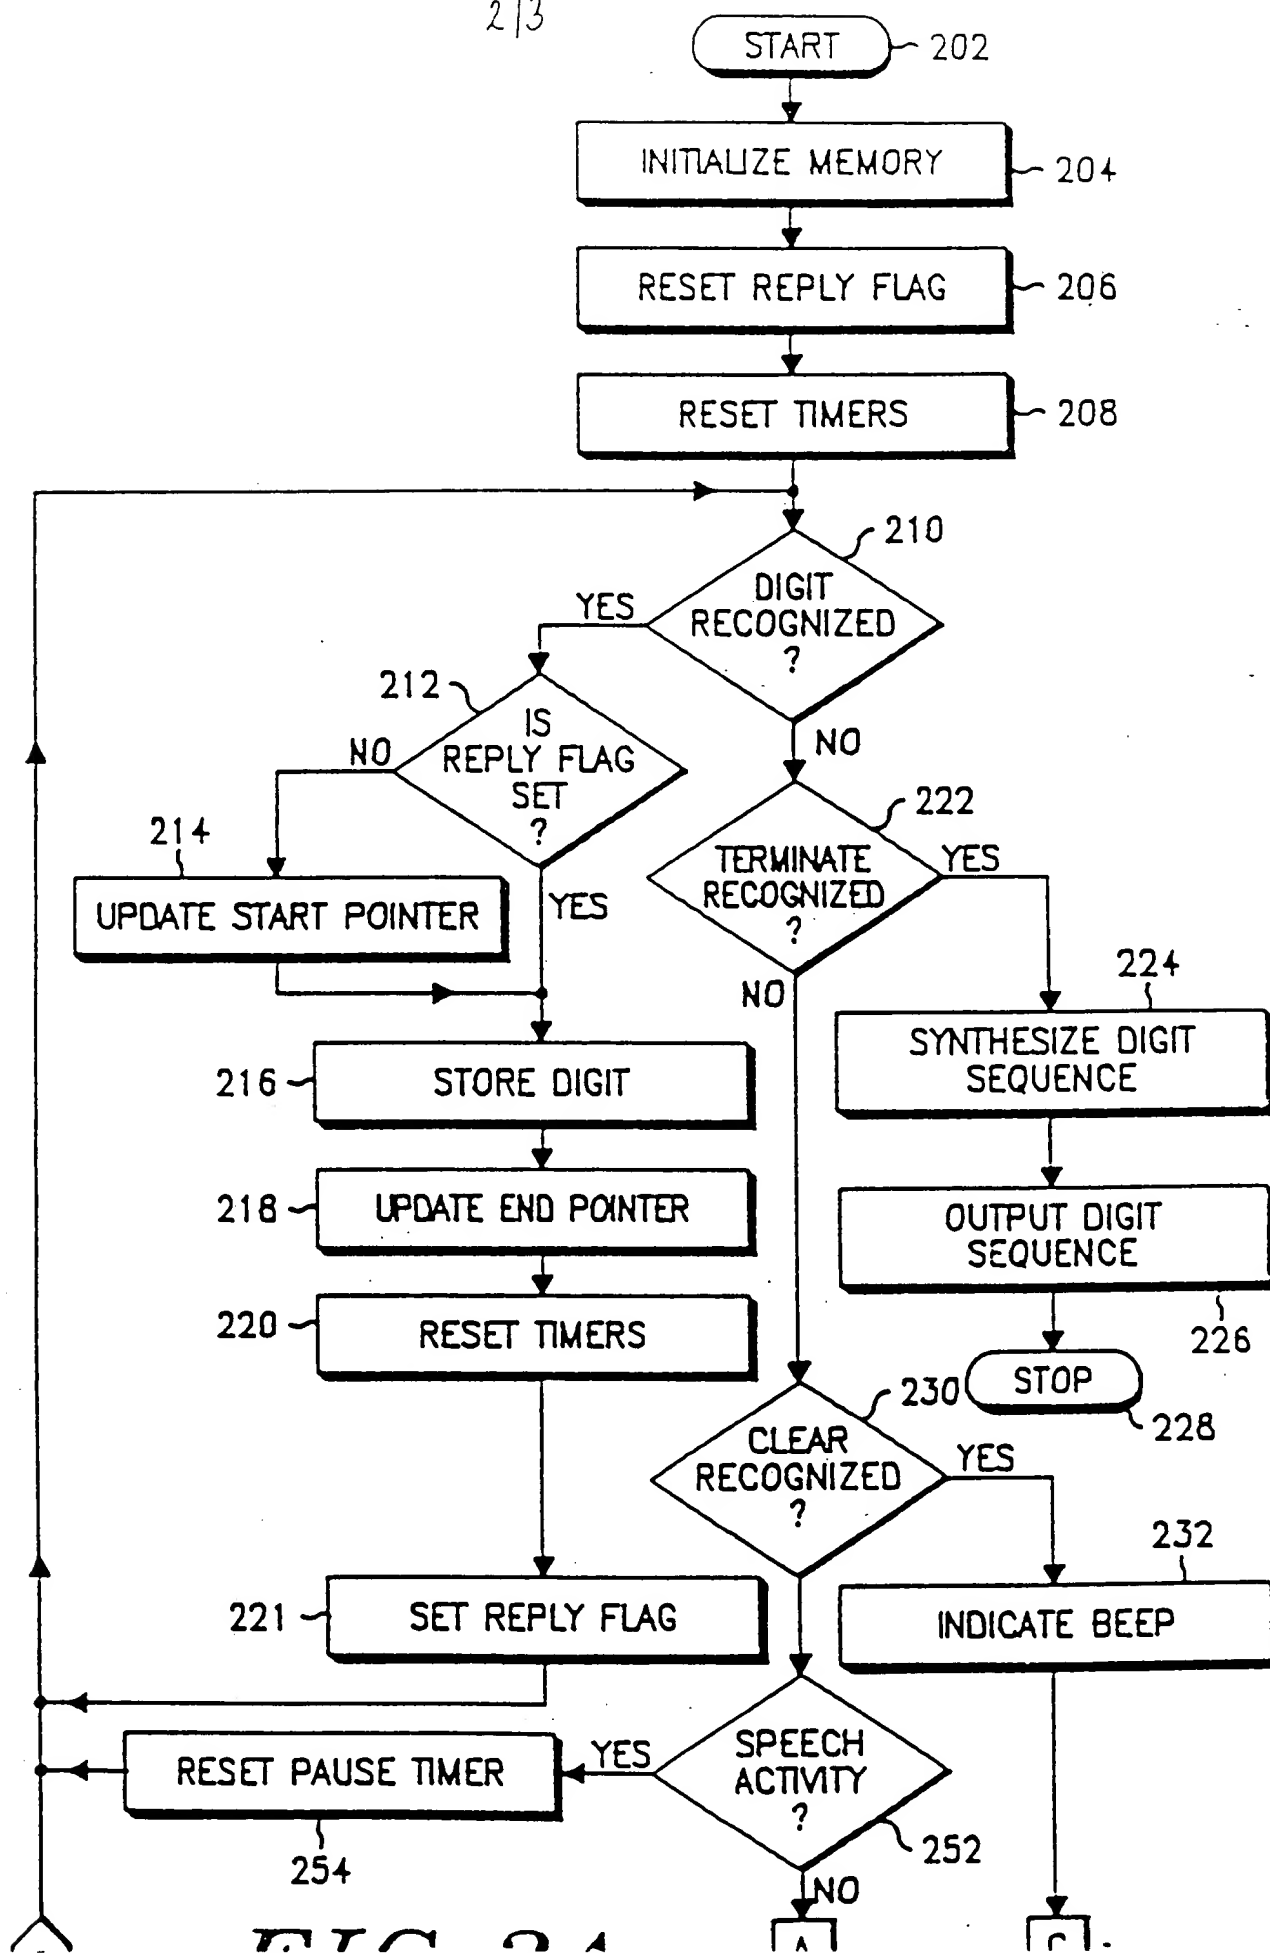 2/3
START
202
INITIALIZE MEMORY
204
RESET REPLY FLAG
206
RESET TIMERS
208
210
DIGIT
RECOGNIZED
?
YES
NO
212
IS
REPLY FLAG
SET
?
NO
YES
214
UPDATE START POINTER
222
TERMINATE
RECOGNIZED
?
YES
NO
224
SYNTHESIZE DIGIT
SEQUENCE
216
STORE DIGIT
218
UPDATE END POINTER
OUTPUT DIGIT
SEQUENCE
226
220
RESET TIMERS
STOP
228
230
CLEAR
RECOGNIZED
?
YES
232
INDICATE BEEP
221
SET REPLY FLAG
SPEECH
ACTIVITY
?
252
YES
RESET PAUSE TIMER
254
NO
A
C